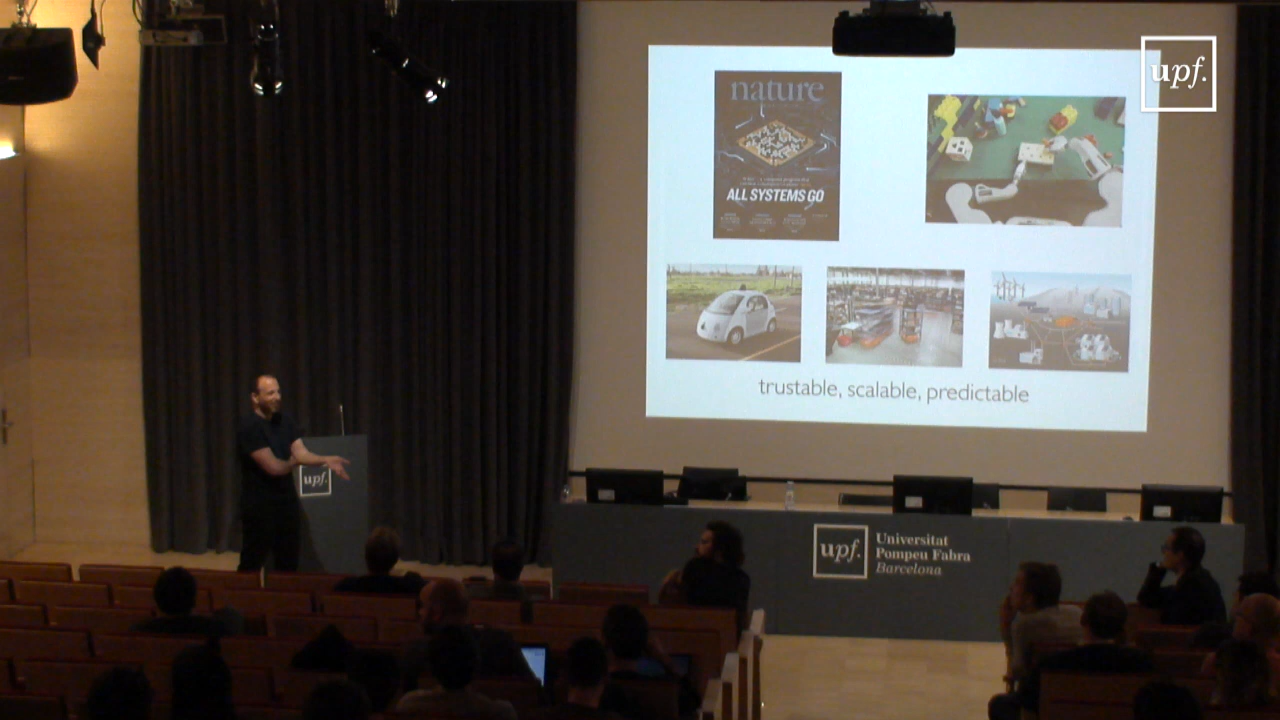 nature
ALL SYSTEMS GO
trustable, scalable, predictable
upf.
upf.
upf.
Universitat
Pompeu Fabra
Barcelona